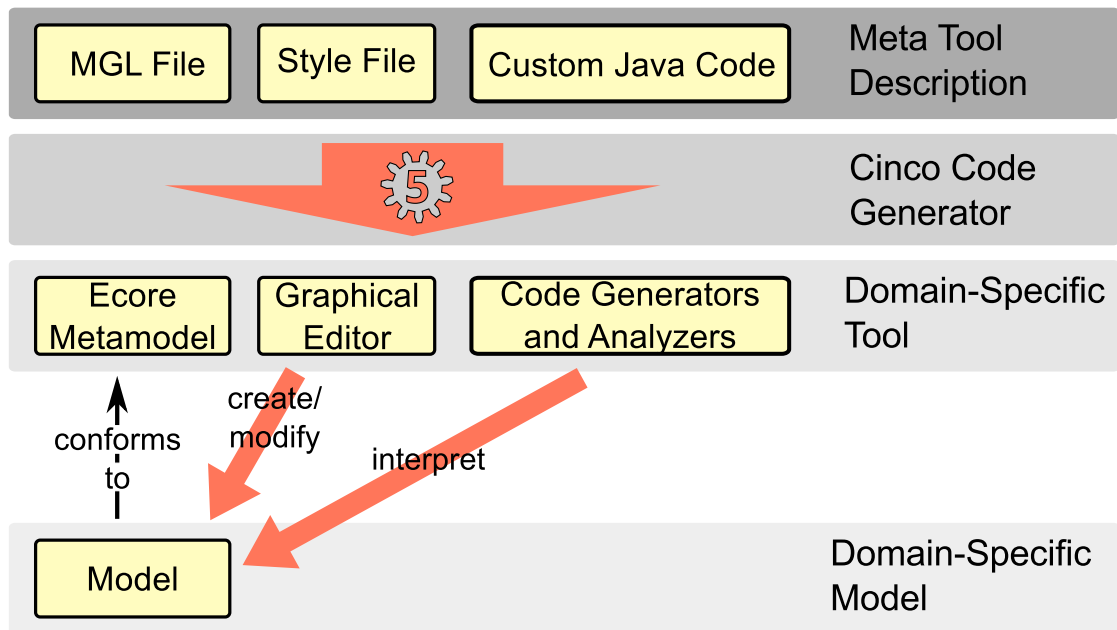 MGL File
Style File
Custom Java Code
Meta Tool
Description
5
Cinco Code
Generator
Ecore
Metamodel
Graphical
Editor
Code Generators
and Analyzers
Domain-Specific
Tool
conforms
to
create/
modify
interpret
Model
Domain-Specific
Model